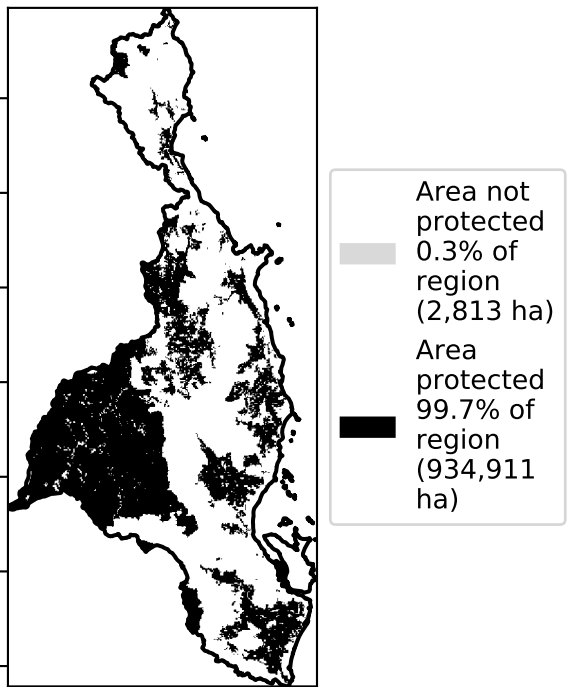 Area not
protected
0.3% of
region
(2,813 ha)
Area
protected
99.7% of
region
(934,911
ha)